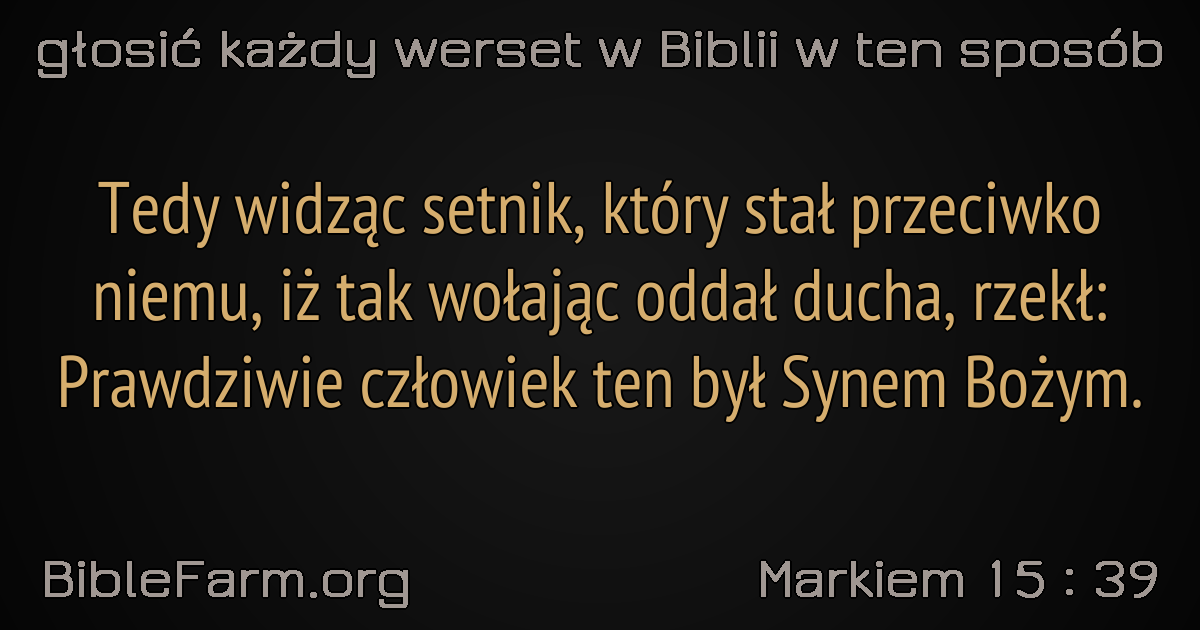 głosić każdy werset w Biblii w ten sposób
Tedy widząc setnik, który stał przeciwko
niemu, iż tak wołając oddał ducha, rzekł:
Prawdziwie człowiek ten był Synem Bożym.
BibleFarm.org
Markiem 15 : 39